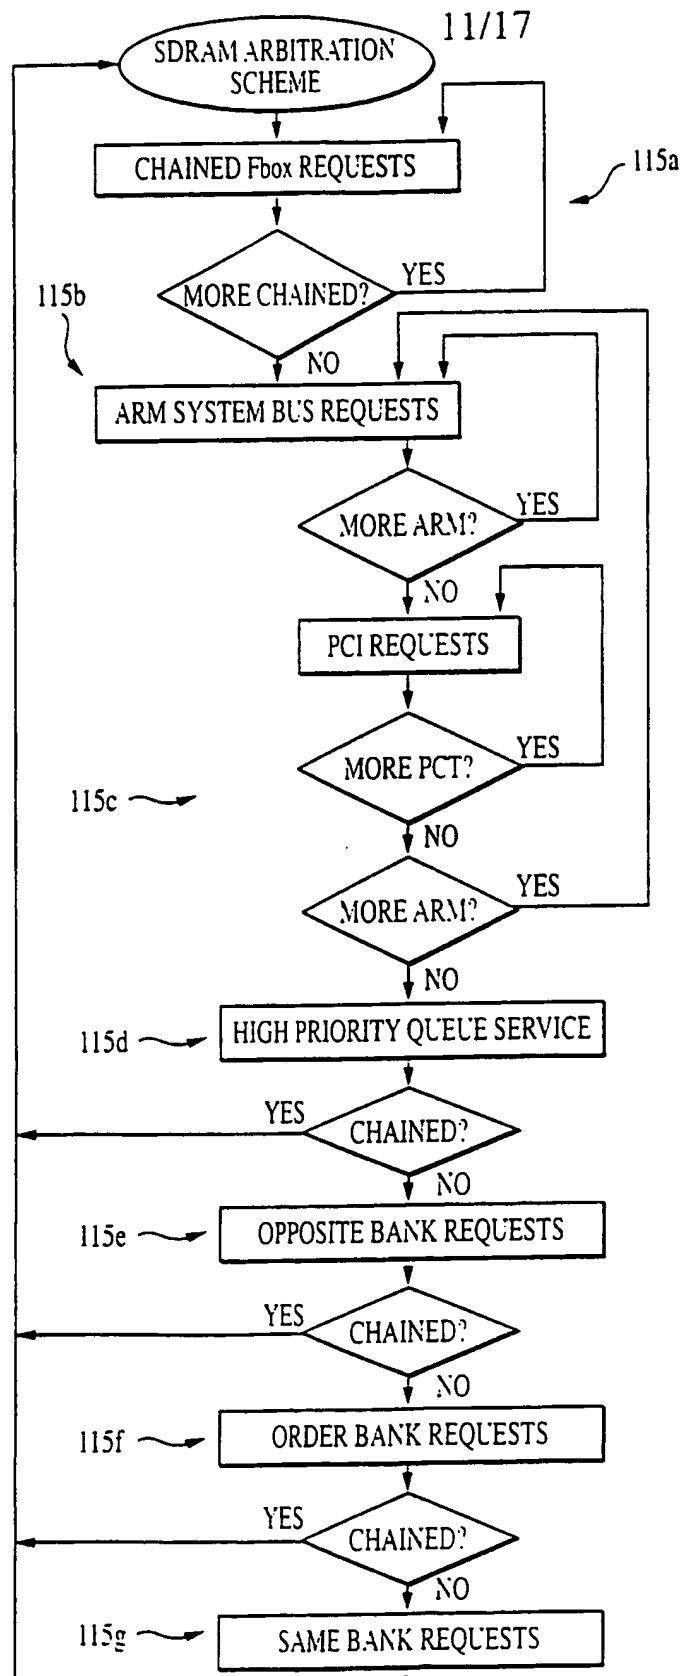 11/17
SDRAM ARBITRATION
SCHEME
CHAINED Fbox REQUESTS
115a
MORE CHAINED?
YES
115b
NO
ARM SYSTEM BUS REQUESTS
MORE ARM?
YES
NO
PCI REQUESTS
MORE PCT?
YES
115c
NO
MORE ARM?
YES
NO
115d
HIGH PRIORITY QUEUE SERVICE
YES
CHAINED?
NO
115e
OPPOSITE BANK REQUESTS
YES
CHAINED?
NO
115f
ORDER BANK REQUESTS
YES
CHAINED?
NO
115g
SAME BANK REQUESTS